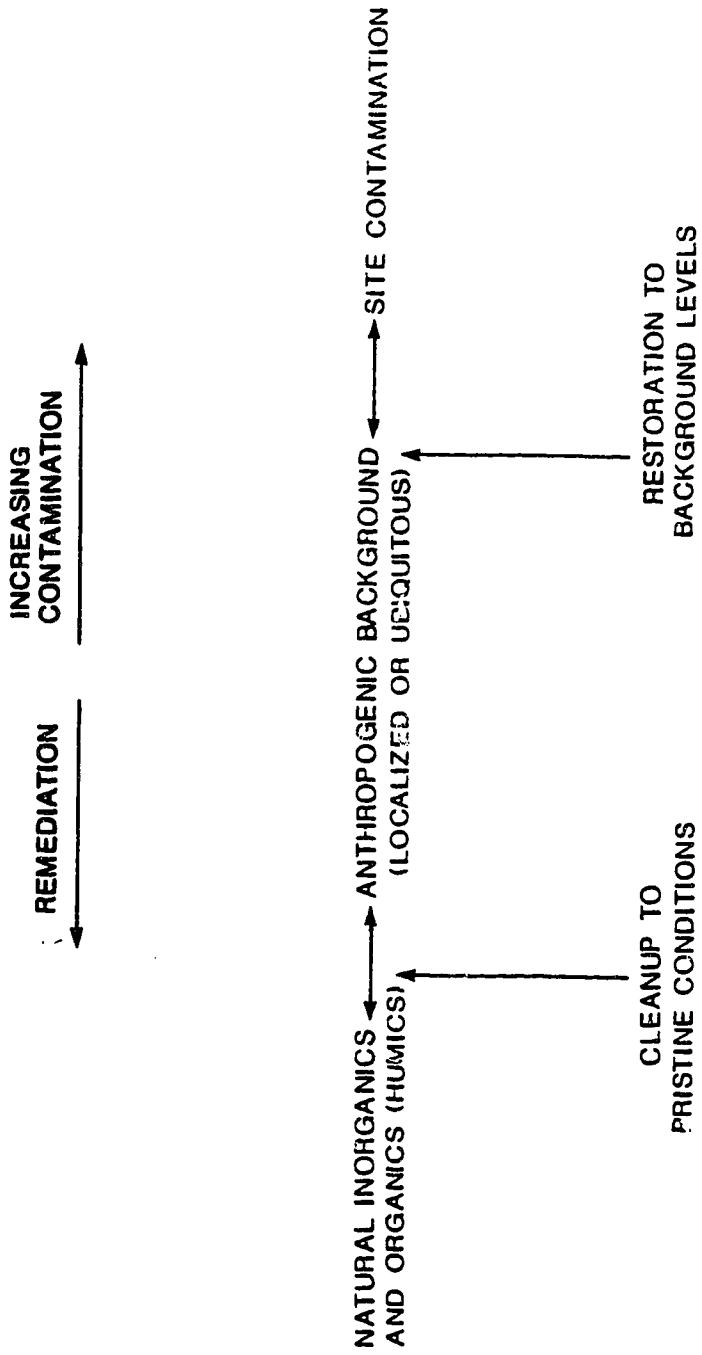 REMEDIATION
INCREASING
CONTAMINATION
NATURAL INORGANICS
AND ORGANICS (HUMICS)
ANTHROPOGENIC BACKGROUND
(LOCALIZED OR UBIQUITOUS)
SITE CONTAMINATION
CLEANUP TO
PRISTINE CONDITIONS
RESTORATION TO
BACKGROUND LEVELS